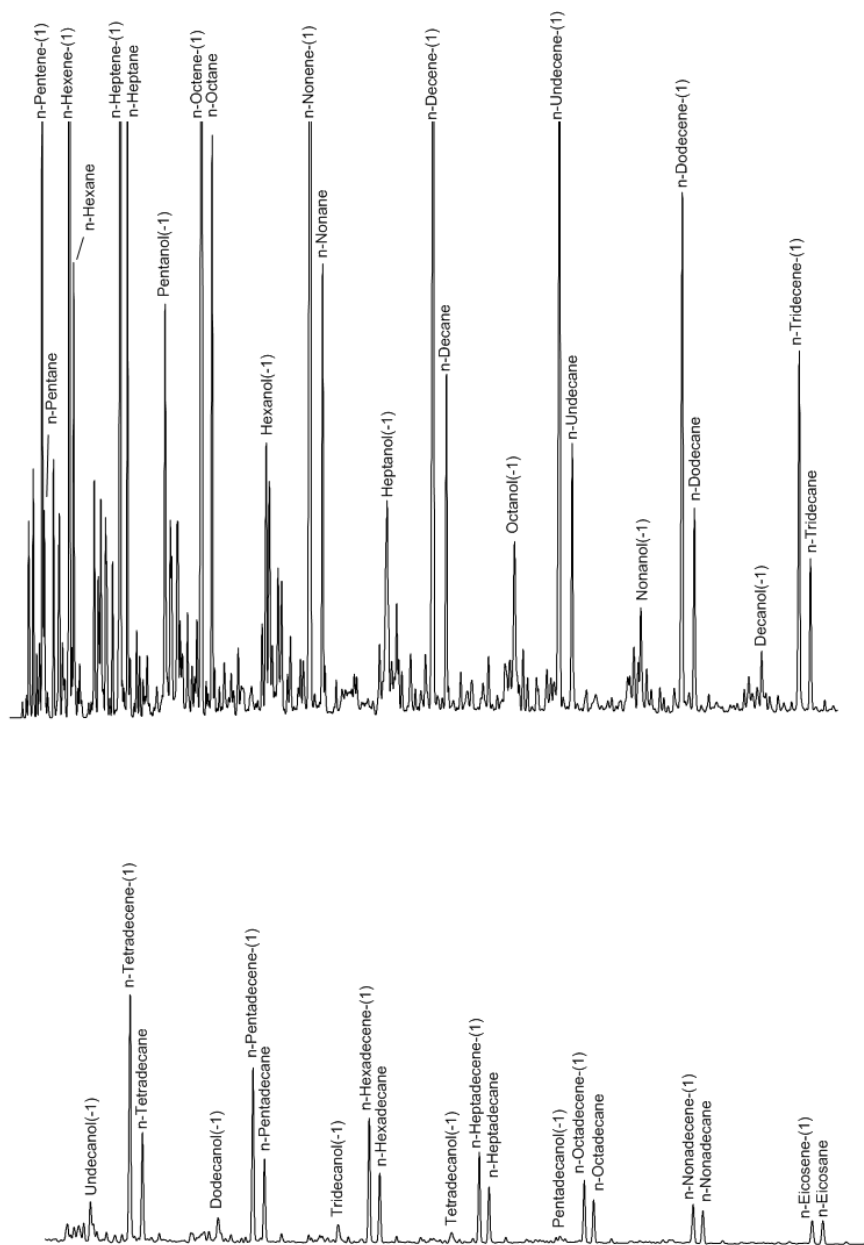 n-Pentene-(1)
n-Pentane
n-Hexene-(1)
n-Hexane
n-Heptene-(1)
n-Heptane
Pentanol(-1)
n-Octene-(1)
n-Octane
Hexanol(-1)
n-Nonene-(1)
n-Nonane
Heptanol(-1)
n-Decene-(1)
n-Decane
Octanol(-1)
n-Undecene-(1)
n-Undecane
Nonanol(-1)
n-Dodecene-(1)
n-Dodecane
Decanol(-1)
n-Tridecene-(1)
n-Tridecane
Undecanol(-1)
n-Tetradecene-(1)
n-Tetradecane
Dodecanol(-1)
n-Pentadecene-(1)
n-Pentadecane
Tridecanol(-1)
n-Hexadecene-(1)
n-Hexadecane
Tetradecanol(-1)
n-Heptadecene-(1)
n-Heptadecane
Pentadecanol(-1)
n-Octadecene-(1)
n-Octadecane
n-Nonadecene-(1)
n-Nonadecane
n-Eicosene-(1)
n-Eicosane